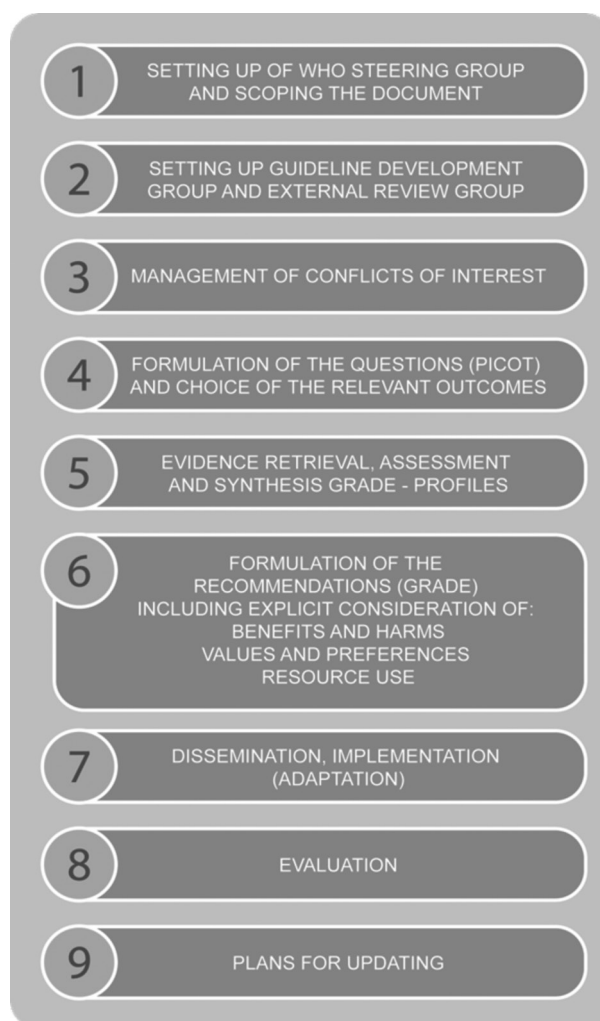 1
SETTING UP OF WHO STEERING GROUP
AND SCOPING THE DOCUMENT
2
SETTING UP GUIDELINE DEVELOPMENT
GROUP AND EXTERNAL REVIEW GROUP
3
MANAGEMENT OF CONFLICTS OF INTEREST
4
FORMULATION OF THE QUESTIONS (PICOT)
AND CHOICE OF THE RELEVANT OUTCOMES
5
EVIDENCE RETRIEVAL, ASSESSMENT
AND SYNTHESIS GRADE - PROFILES
6
FORMULATION OF THE
RECOMMENDATIONS (GRADE)
INCLUDING EXPLICIT CONSIDERATION OF:
BENEFITS AND HARMS
VALUES AND PREFERENCES
RESOURCE USE
7
DISSEMINATION, IMPLEMENTATION
(ADAPTATION)
8
EVALUATION
9
PLANS FOR UPDATING